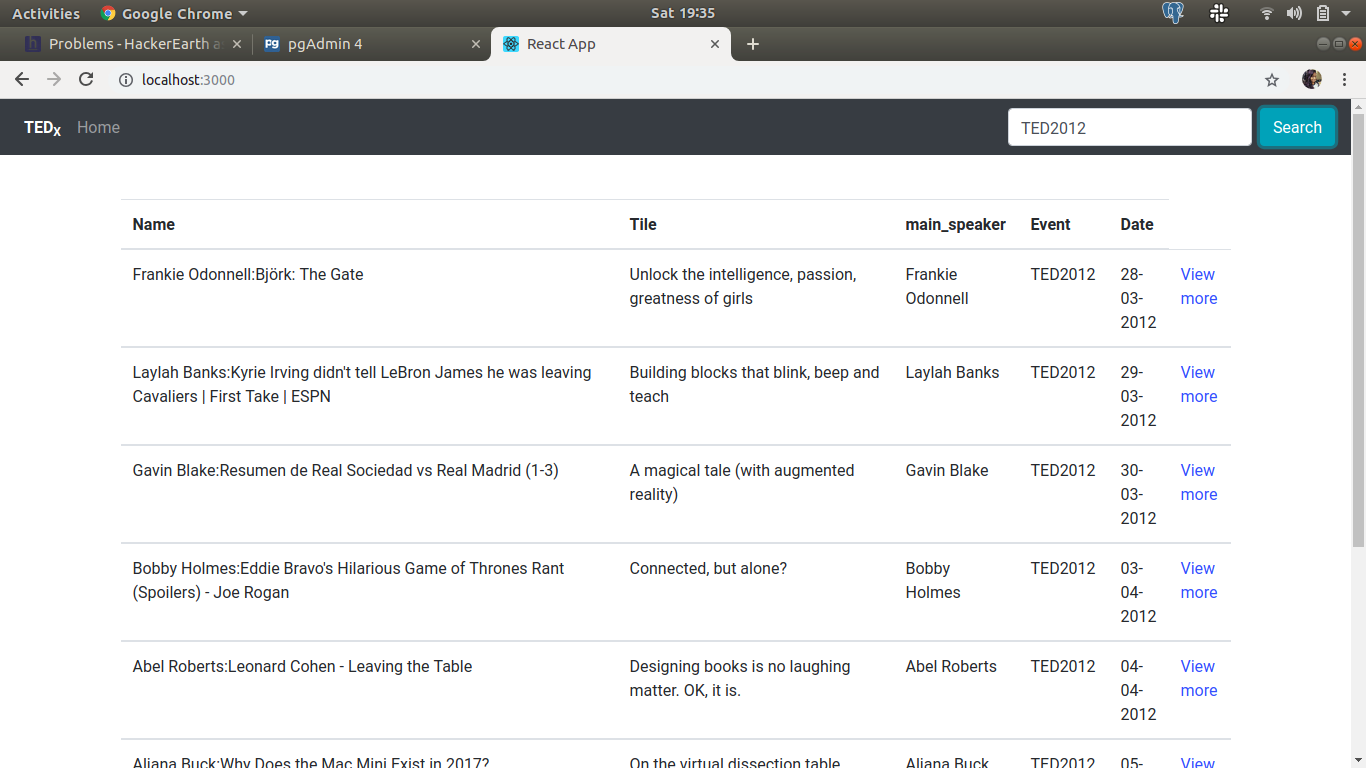 Activities Google Chrome Sat 19:35
Problems - HackerEarth a pgAdmin 4 React App
localhost:3000
TEDx Home TED2012 Search
Name Tile main_speaker Event Date
Frankie Odonnell:Björk: The Gate Unlock the intelligence, passion, Frankie TED2012 28- View
greatness of girls Odonnell 03- more
2012
Laylah Banks:Kyrie Irving didn't tell LeBron James he was leaving Building blocks that blink, beep and Laylah Banks TED2012 29- View
Cavaliers | First Take | ESPN teach 03- more
2012
Gavin Blake:Resumen de Real Sociedad vs Real Madrid (1-3) A magical tale (with augmented Gavin Blake TED2012 30- View
reality) 03- more
2012
Bobby Holmes:Eddie Bravo's Hilarious Game of Thrones Rant Connected, but alone? Bobby TED2012 03- View
(Spoilers) - Joe Rogan Holmes 04- more
2012
Abel Roberts:Leonard Cohen - Leaving the Table Designing books is no laughing Abel Roberts TED2012 04- View
matter. OK, it is. 04- more
2012
Aliana Buck:Why Does the Mac Mini Exist in 2017? On the virtual dissection table Aliana Buck TED2012 05- View